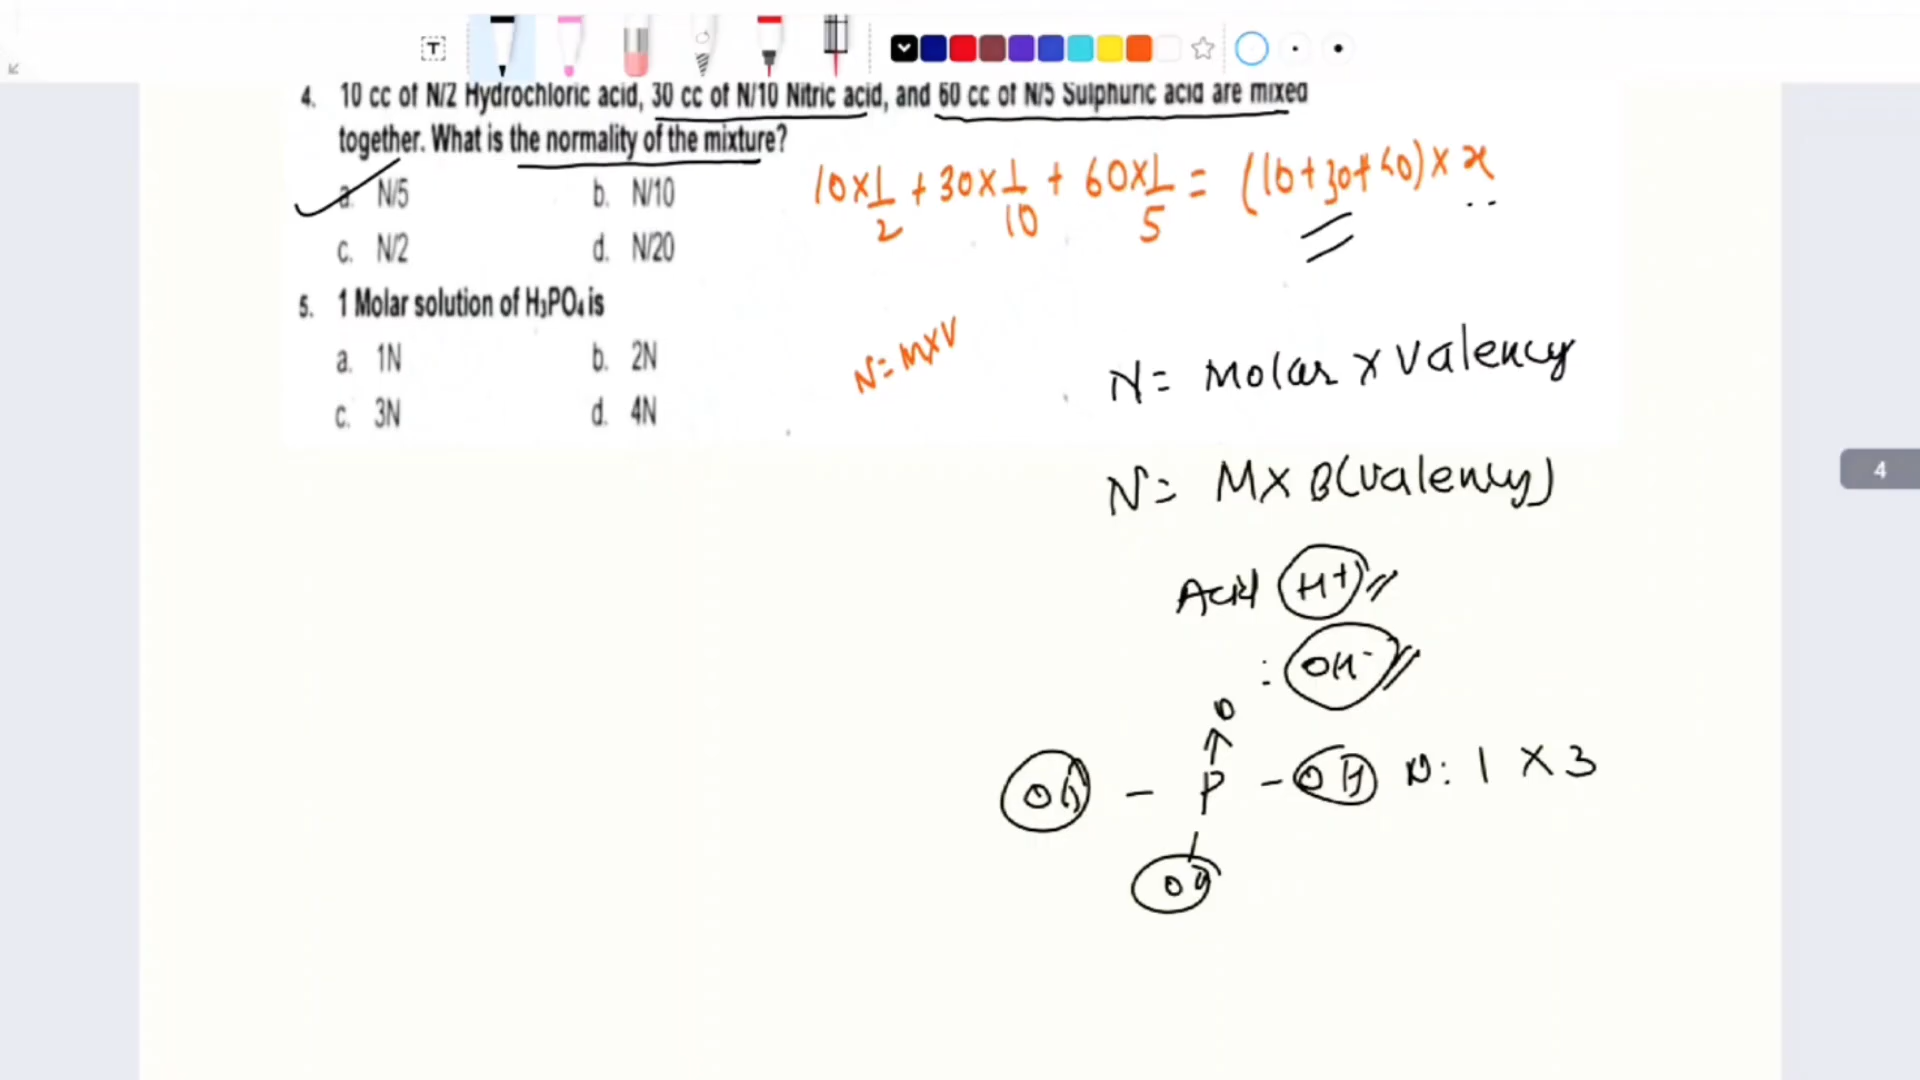 T
4. 10 cc of N/2 Hydrochloric acid, 30 cc of N/10 Nitric acid, and 60 cc of N/5 Sulphuric acid are mixed
together. What is the normality of the mixture?
a. N/5 b. N/10
c. N/2 d. N/20
10×1/2 + 30×1/10 + 60×1/5 = (10+30+60)×x
5. 1 Molar solution of H₃PO₄ is
a. 1N b. 2N
c. 3N d. 4N
N=M×V
N= Molar × Valency
N= M× B(Valency)
4
Acid H+
: OH-
O
OH - P - OH N: 1 × 3
OH